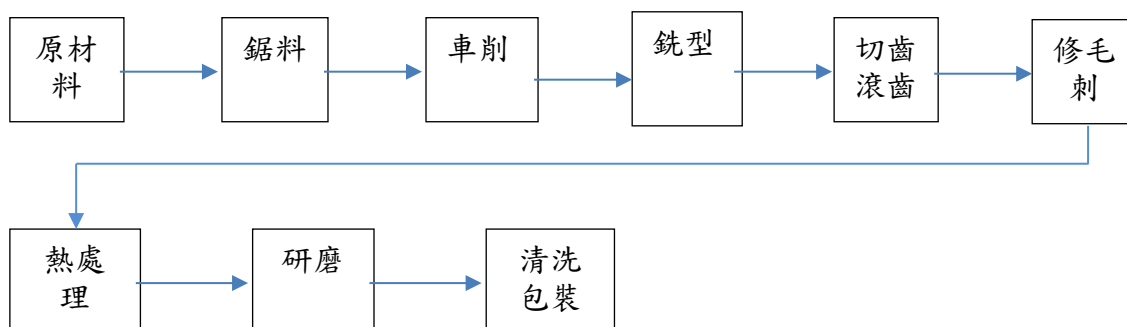 原材
料
鋸料
車削
銑型
切齒
滾齒
修毛
刺
熱處
理
研磨
清洗
包裝